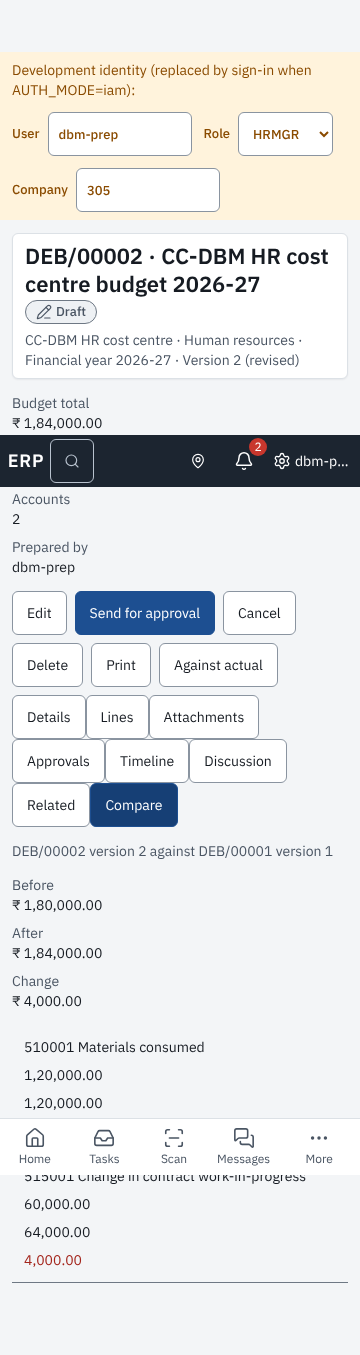 Development identity (replaced by sign-in when
AUTH_MODE=iam):
User dbm-prep Role HRMGR
Company 305
DEB/00002 · CC-DBM HR cost
centre budget 2026-27
Draft
CC-DBM HR cost centre · Human resources ·
Financial year 2026-27 · Version 2 (revised)
Budget total
₹ 1,84,000.00
ERP 2 dbm-p...
Accounts
2
Prepared by
dbm-prep
Edit Send for approval Cancel
Delete Print Against actual
Details Lines Attachments
Approvals Timeline Discussion
Related Compare
DEB/00002 version 2 against DEB/00001 version 1
Before
₹ 1,80,000.00
After
₹ 1,84,000.00
Change
₹ 4,000.00
510001 Materials consumed
1,20,000.00
1,20,000.00
Home Tasks Scan Messages More
515001 Change in contract work-in-progress
60,000.00
64,000.00
4,000.00